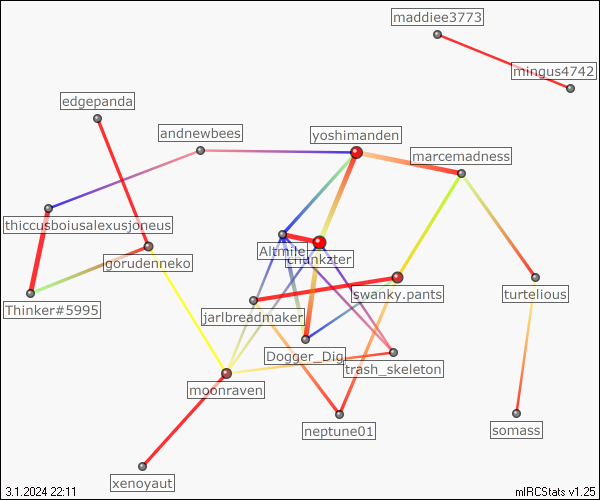 maddiee3773
mingus4742
edgepanda
andnewbees
yoshimanden
marcemadness
thiccusboiusalexusjoneus
Altmile
chunkzter
gorudenneko
Thinker#5995
swanky.pants
turtelious
jarlbreadmaker
Dogger_Dig
trash_skeleton
moonraven
neptune01
somass
xenoyaut
3.1.2024 22:11
mIRCStats v1.25